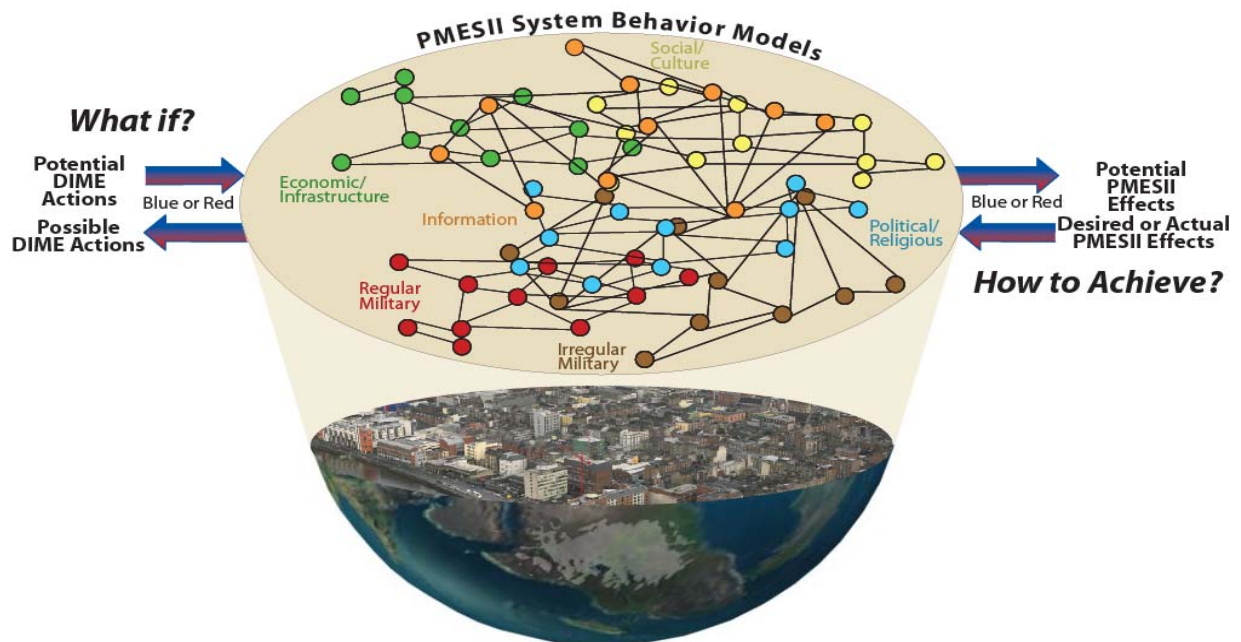 PMESII System Behavior Models
Social/
Culture
What if?
Potential
DIME
Actions
Blue or Red
Possible
DIME Actions
Economic/
Infrastructure
Information
Political/
Religious
Regular
Military
Irregular
Military
Potential
PMESII
Effects
Blue or Red
Desired or Actual
PMESII Effects
How to Achieve?